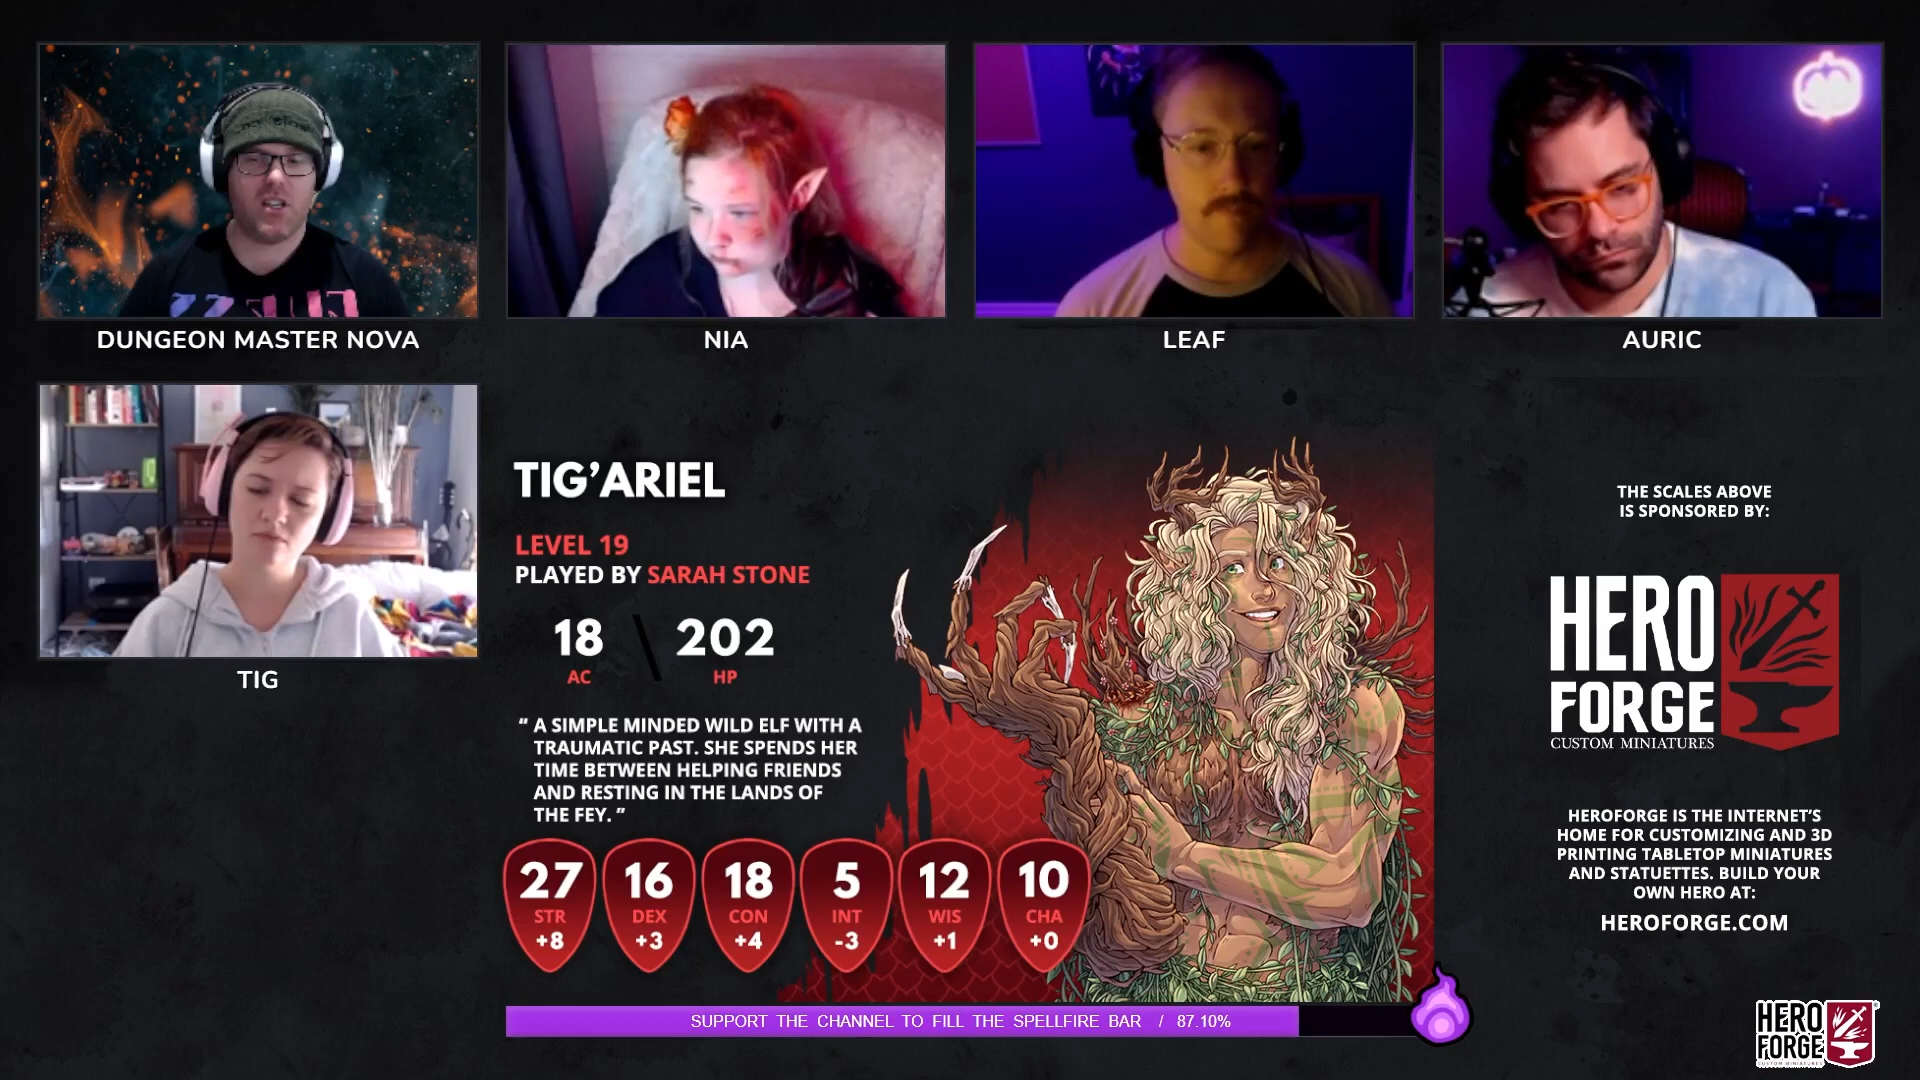 DUNGEON MASTER NOVA
NIA
LEAF
AURIC
TIG
TIG'ARIEL
LEVEL 19
PLAYED BY SARAH STONE
18
AC
202
HP
“ A SIMPLE MINDED WILD ELF WITH A
TRAUMATIC PAST. SHE SPENDS HER
TIME BETWEEN HELPING FRIENDS
AND RESTING IN THE LANDS OF
THE FEY. ”
27
STR
+8
16
DEX
+3
18
CON
+4
5
INT
-3
12
WIS
+1
10
CHA
+0
SUPPORT THE CHANNEL TO FILL THE SPELLFIRE BAR / 87.10%
THE SCALES ABOVE
IS SPONSORED BY:
HERO
FORGE
CUSTOM MINIATURES
HEROFORGE IS THE INTERNET'S
HOME FOR CUSTOMIZING AND 3D
PRINTING TABLETOP MINIATURES
AND STATUETTES. BUILD YOUR
OWN HERO AT:
HEROFORGE.COM
HERO
FORGE
CUSTOM MINIATURES